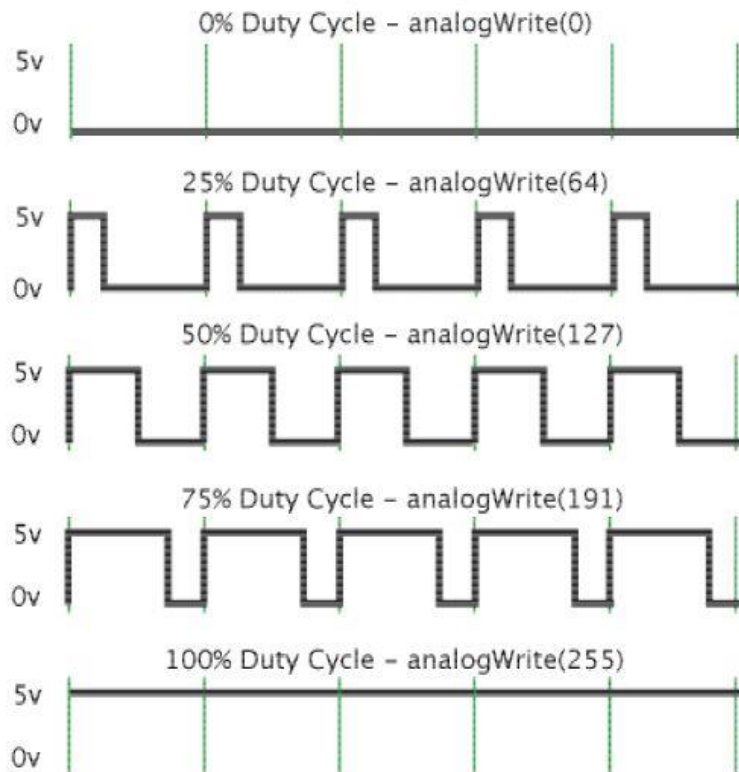 0% Duty Cycle – analogWrite(0)
5v
0v
25% Duty Cycle – analogWrite(64)
5v
0v
50% Duty Cycle – analogWrite(127)
5v
0v
75% Duty Cycle – analogWrite(191)
5v
0v
100% Duty Cycle – analogWrite(255)
5v
0v